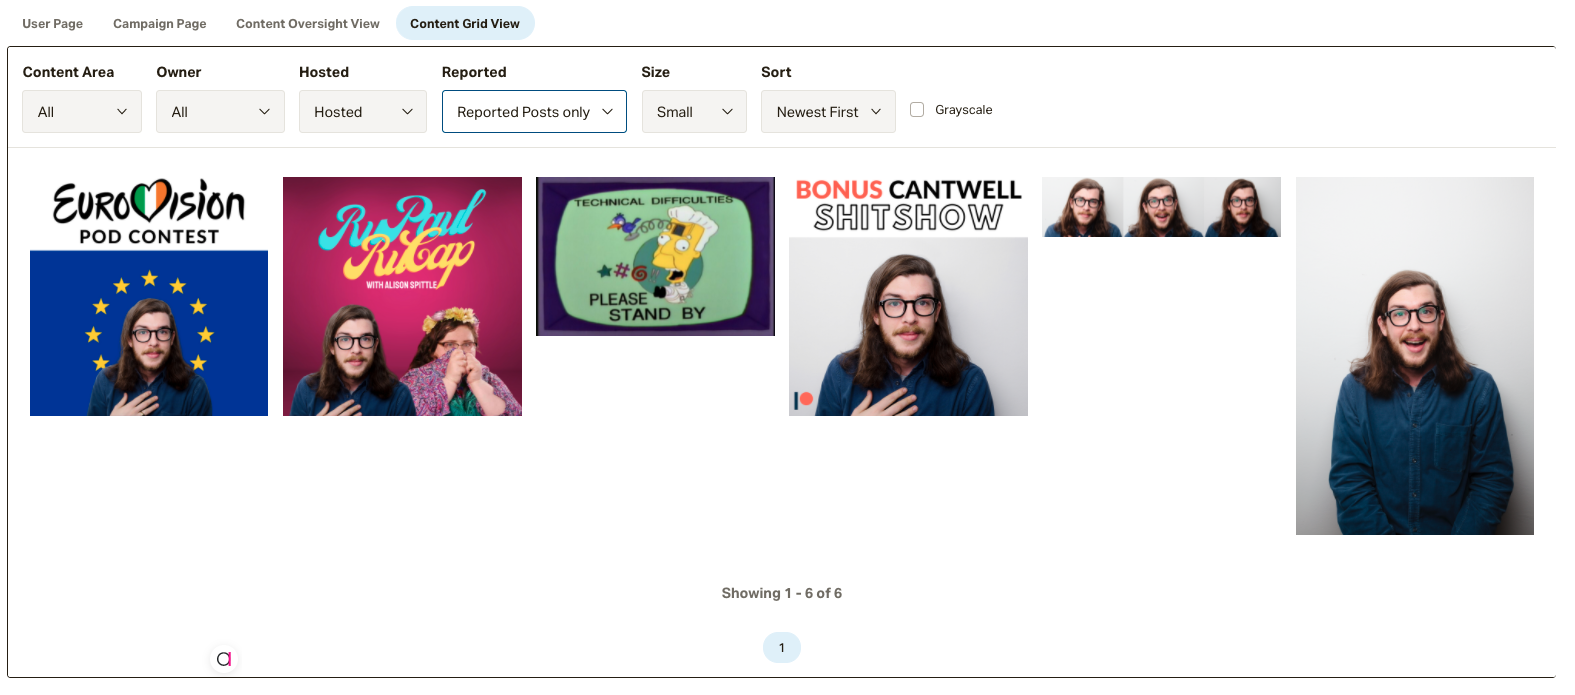 User Page
Campaign Page
Content Oversight View
Content Grid View
Content Area
Owner
Hosted
Reported
Size
Sort
All
All
Hosted
Reported Posts only
Small
Newest First
Grayscale
EUROVISION
POD CONTEST
RuPaul
RuCap
WITH ALISON SPITTLE
TECHNICAL DIFFICULTIES
PLEASE
STAND BY
BONUS CANTWELL
SHITSHOW
Showing 1 - 6 of 6
1